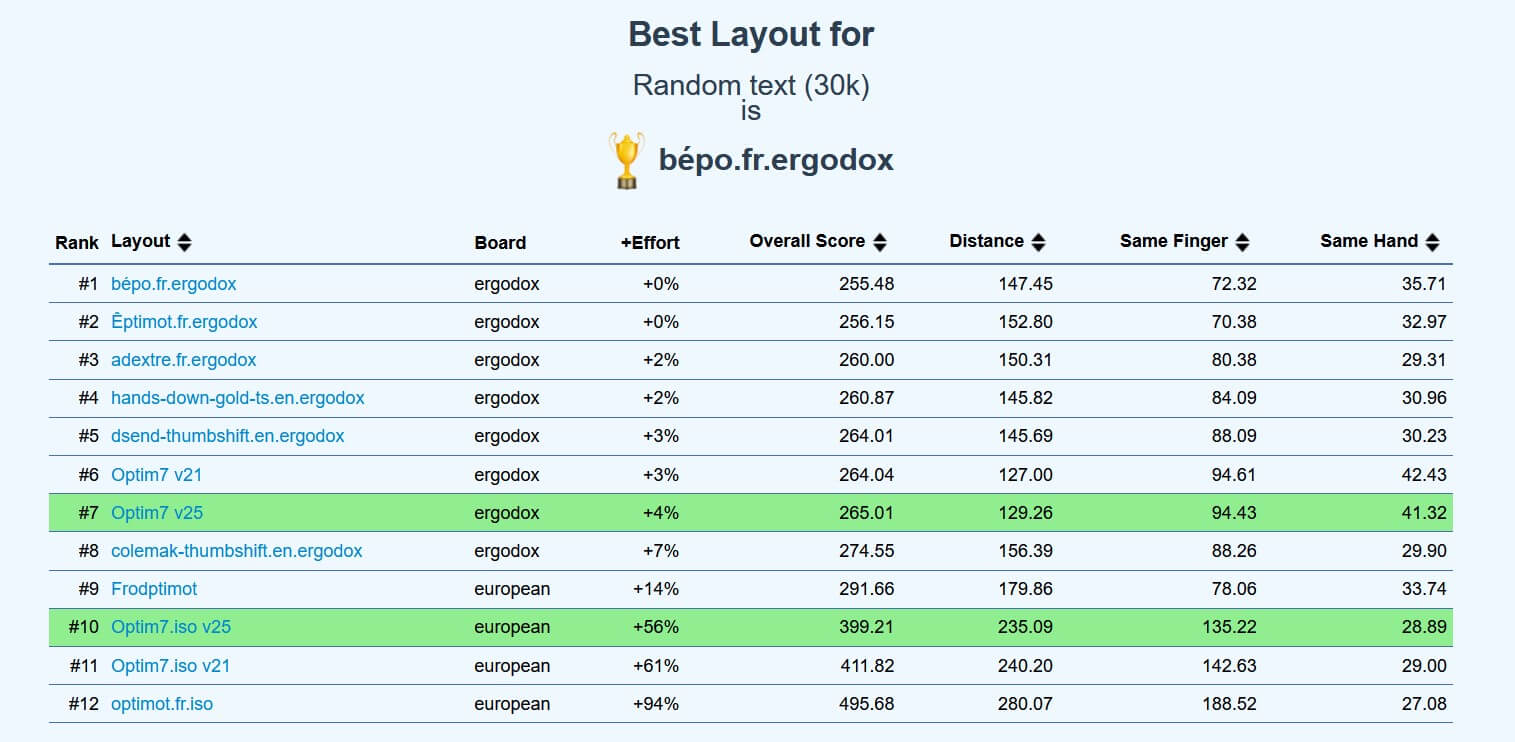 Best Layout for
Random text (30k)
is
bépo.fr.ergodox
Rank Layout Board +Effort Overall Score Distance Same Finger Same Hand
#1 bépo.fr.ergodox ergodox +0% 255.48 147.45 72.32 35.71
#2 Êptimot.fr.ergodox ergodox +0% 256.15 152.80 70.38 32.97
#3 adextre.fr.ergodox ergodox +2% 260.00 150.31 80.38 29.31
#4 hands-down-gold-ts.en.ergodox ergodox +2% 260.87 145.82 84.09 30.96
#5 dsend-thumbshift.en.ergodox ergodox +3% 264.01 145.69 88.09 30.23
#6 Optim7 v21 ergodox +3% 264.04 127.00 94.61 42.43
#7 Optim7 v25 ergodox +4% 265.01 129.26 94.43 41.32
#8 colemak-thumbshift.en.ergodox ergodox +7% 274.55 156.39 88.26 29.90
#9 Frodptimot european +14% 291.66 179.86 78.06 33.74
#10 Optim7.iso v25 european +56% 399.21 235.09 135.22 28.89
#11 Optim7.iso v21 european +61% 411.82 240.20 142.63 29.00
#12 optimot.fr.iso european +94% 495.68 280.07 188.52 27.08